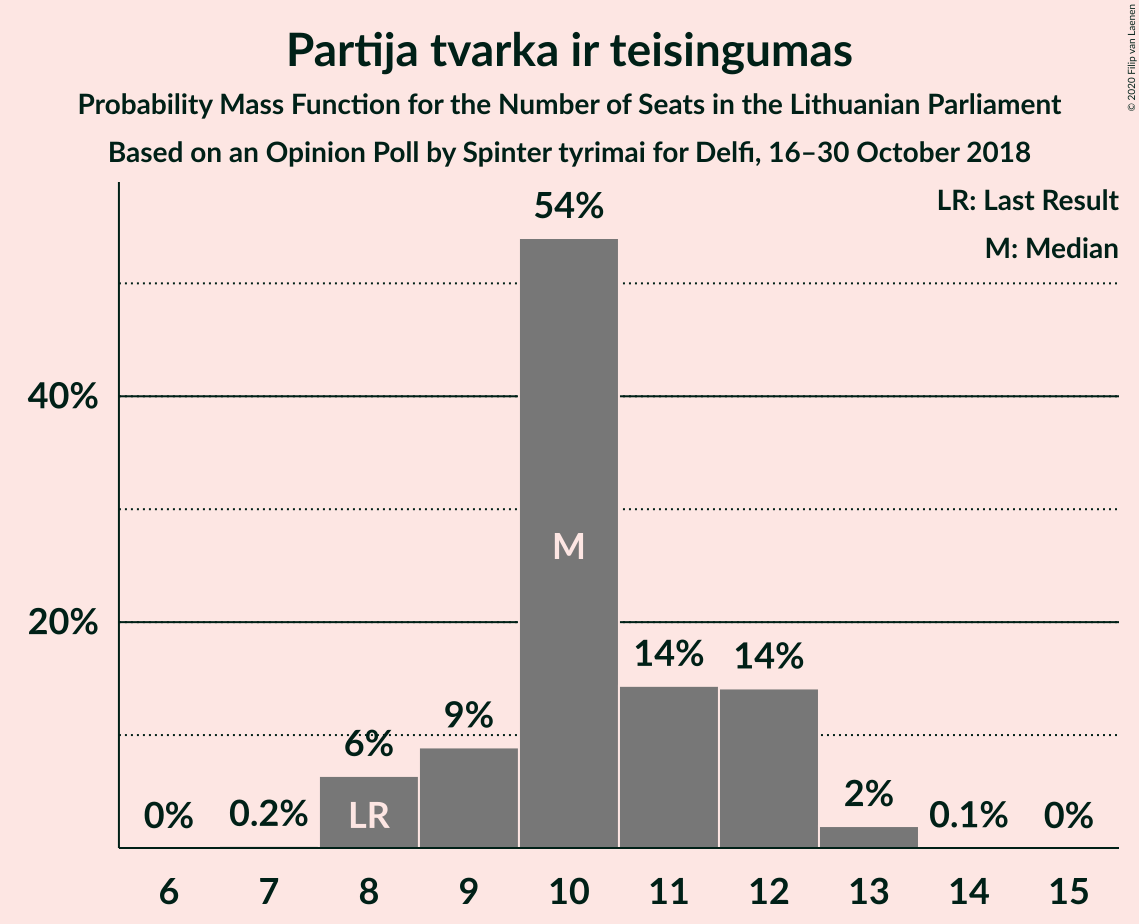 Partija tvarka ir teisingumas
Probability Mass Function for the Number of Seats in the Lithuanian Parliament
Based on an Opinion Poll by Spinter tyrimai for Delfi, 16–30 October 2018
© 2020 Filip van Laenen
LR: Last Result
M: Median
54%
40%
M
20%
14%
14%
9%
6%
2%
0%
0.2%
LR
0.1%
0%
6 7 8 9 10 11 12 13 14 15